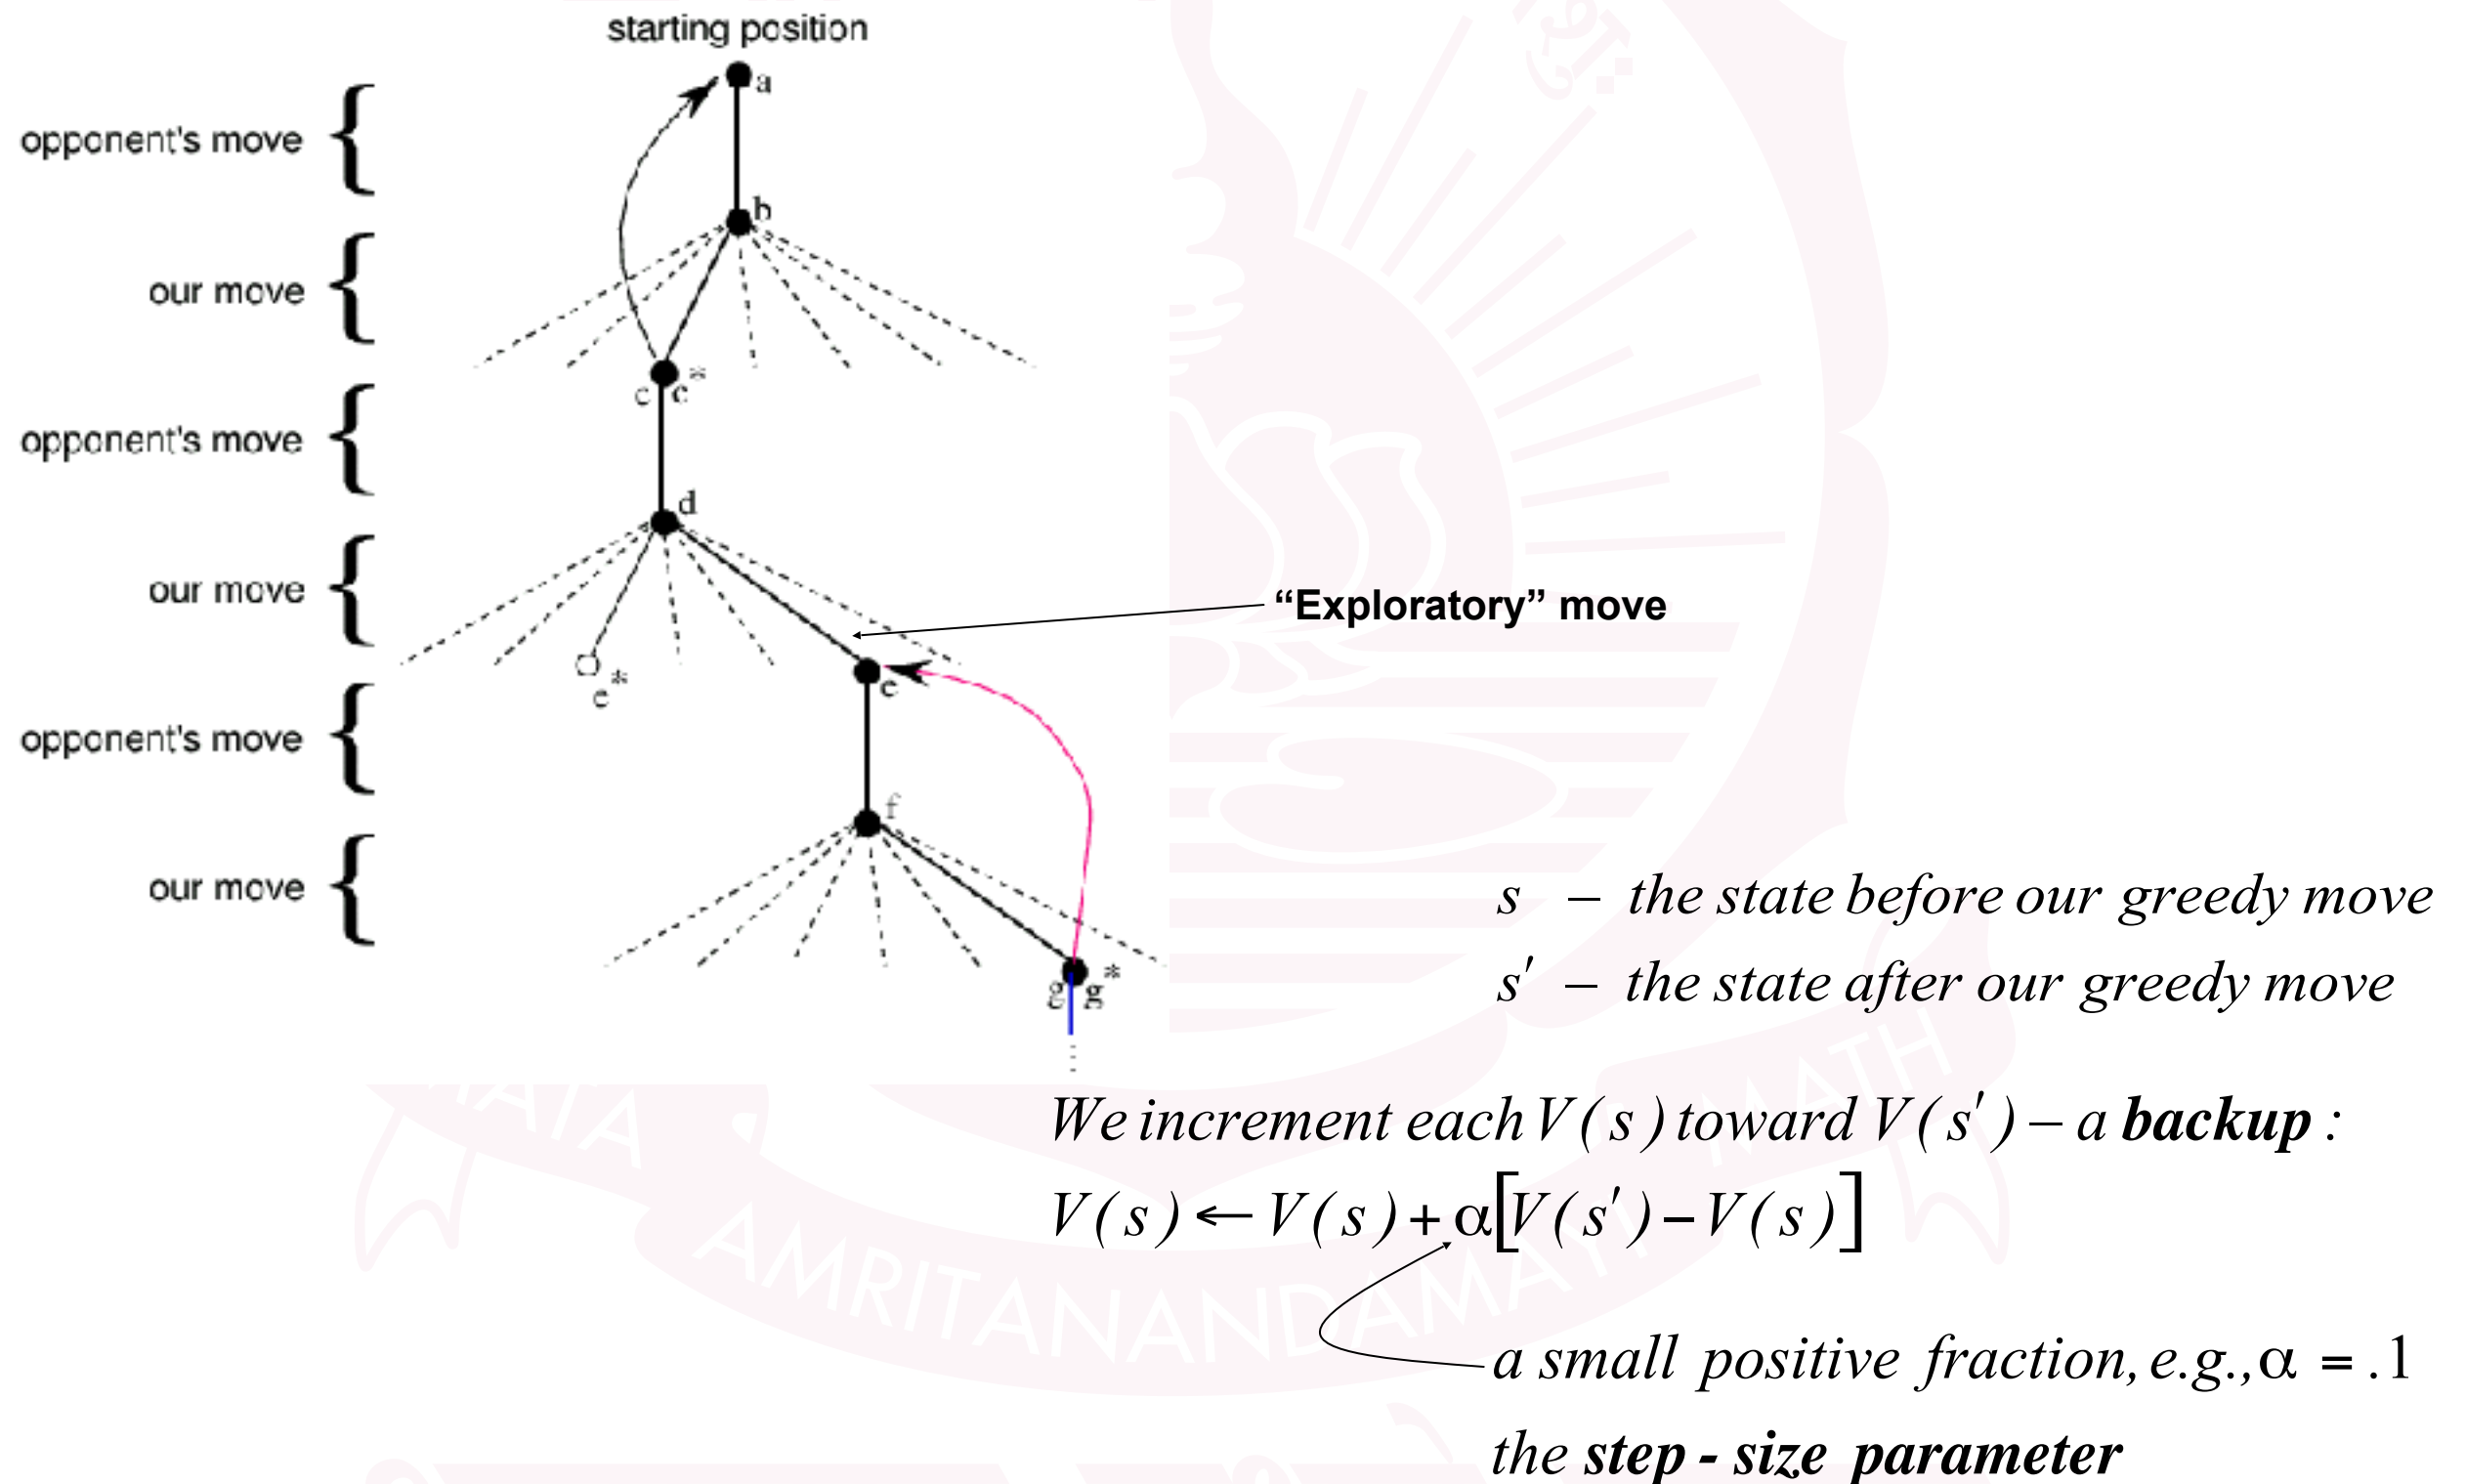 starting position
a
opponent's move
b
our move
c c*
opponent's move
d
our move
"Exploratory" move
e*
e
opponent's move
f
our move
g g*
s – the state before our greedy move
s′ – the state after our greedy move
We increment each V(s) toward V(s′) – a backup :
V(s) ← V(s) + α[V(s′) – V(s)]
a small positive fraction, e.g., α = .1
the step - size parameter
AMRITANANDAMAYI MATH